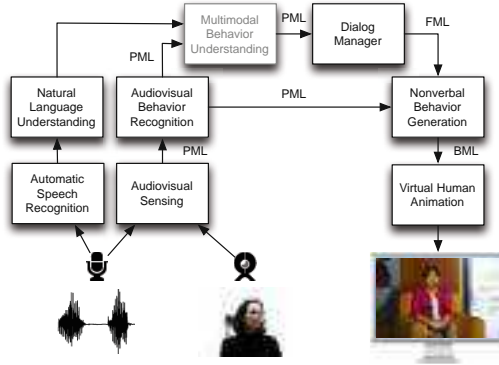 Multimodal
Behavior
Understanding
PML
Dialog
Manager
FML
PML
Natural
Language
Understanding
Audiovisual
Behavior
Recognition
PML
Nonverbal
Behavior
Generation
PML
BML
Automatic
Speech
Recognition
Audiovisual
Sensing
Virtual Human
Animation